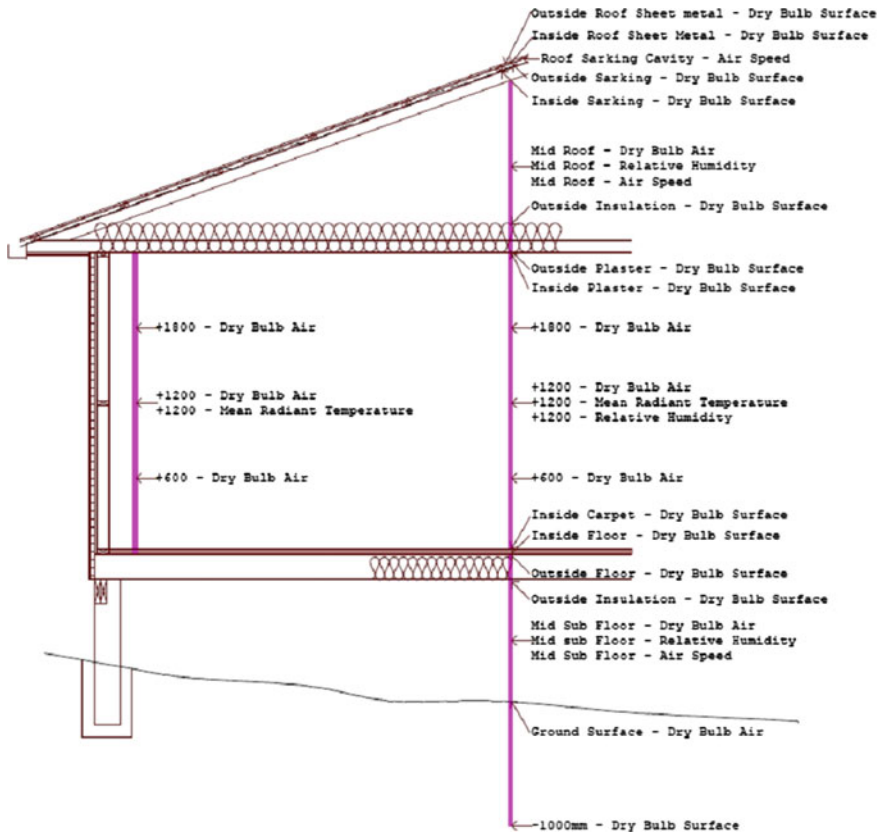 Outside Roof Sheet metal - Dry Bulb Surface
Inside Roof Sheet Metal - Dry Bulb Surface
Roof Sarking Cavity - Air Speed
Outside Sarking - Dry Bulb Surface
Inside Sarking - Dry Bulb Surface
Mid Roof - Dry Bulb Air
Mid Roof - Relative Humidity
Mid Roof - Air Speed
Outside Insulation - Dry Bulb Surface
Outside Plaster - Dry Bulb Surface
Inside Plaster - Dry Bulb Surface
+1800 - Dry Bulb Air
+1200 - Dry Bulb Air
+1200 - Mean Radiant Temperature
+600 - Dry Bulb Air
+1800 - Dry Bulb Air
+1200 - Dry Bulb Air
+1200 - Mean Radiant Temperature
+1200 - Relative Humidity
+600 - Dry Bulb Air
Inside Carpet - Dry Bulb Surface
Inside Floor - Dry Bulb Surface
Outside Floor - Dry Bulb Surface
Outside Insulation - Dry Bulb Surface
Mid Sub Floor - Dry Bulb Air
Mid sub Floor - Relative Humidity
Mid Sub Floor - Air Speed
Ground Surface - Dry Bulb Air
-1000mm - Dry Bulb Surface